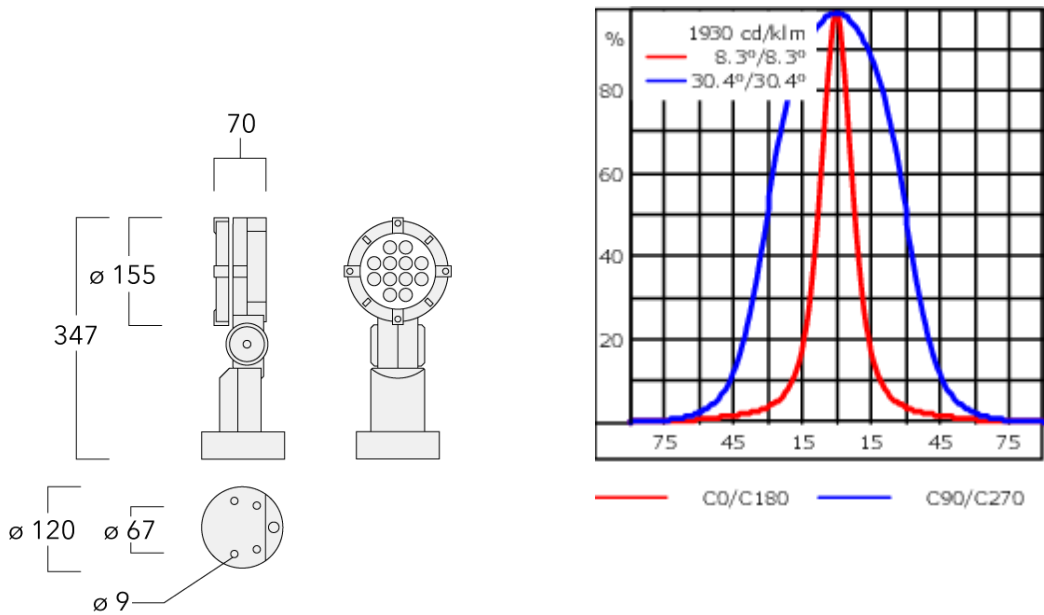 70
ø 155
347
ø 120
ø 67
ø 9
% 1930 cd/klm
8.3º/8.3º
30.4º/30.4º
80
60
40
20
75 45 15 15 45 75
C0/C180 C90/C270